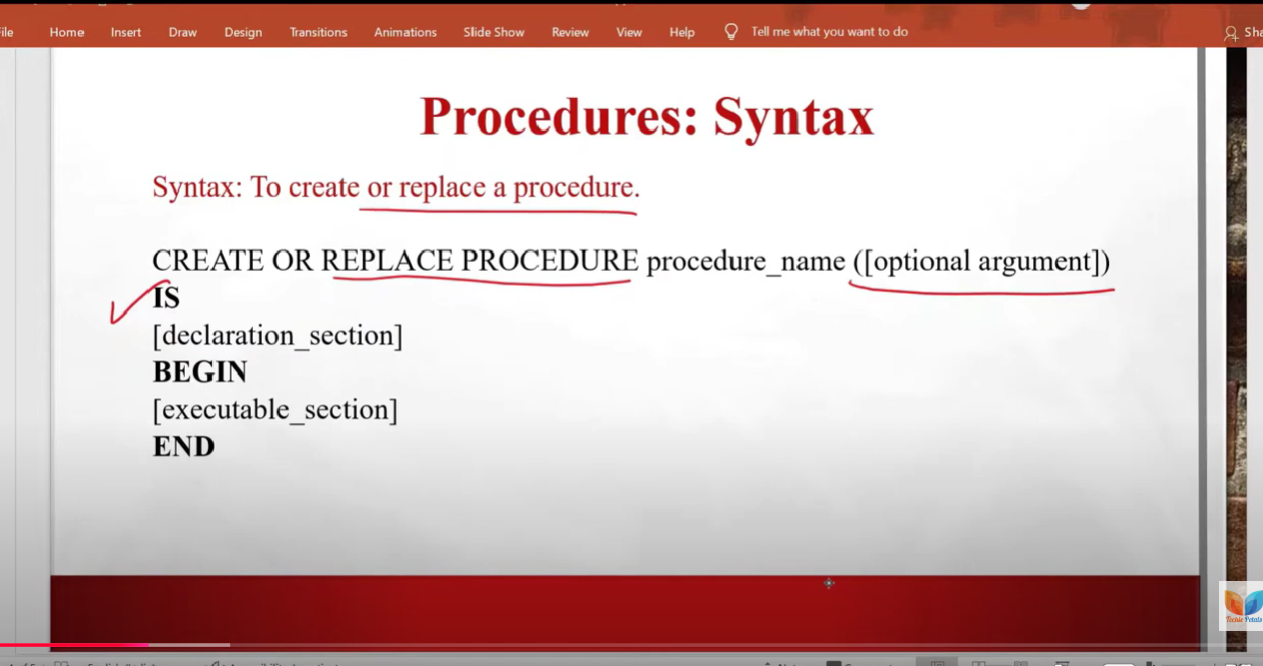 Home Insert Draw Design Transitions Animations Slide Show Review View Help Tell me what you want to do
Procedures: Syntax
Syntax: To create or replace a procedure.
CREATE OR REPLACE PROCEDURE procedure_name ([optional argument])
IS
[declaration_section]
BEGIN
[executable_section]
END
Techie Petals